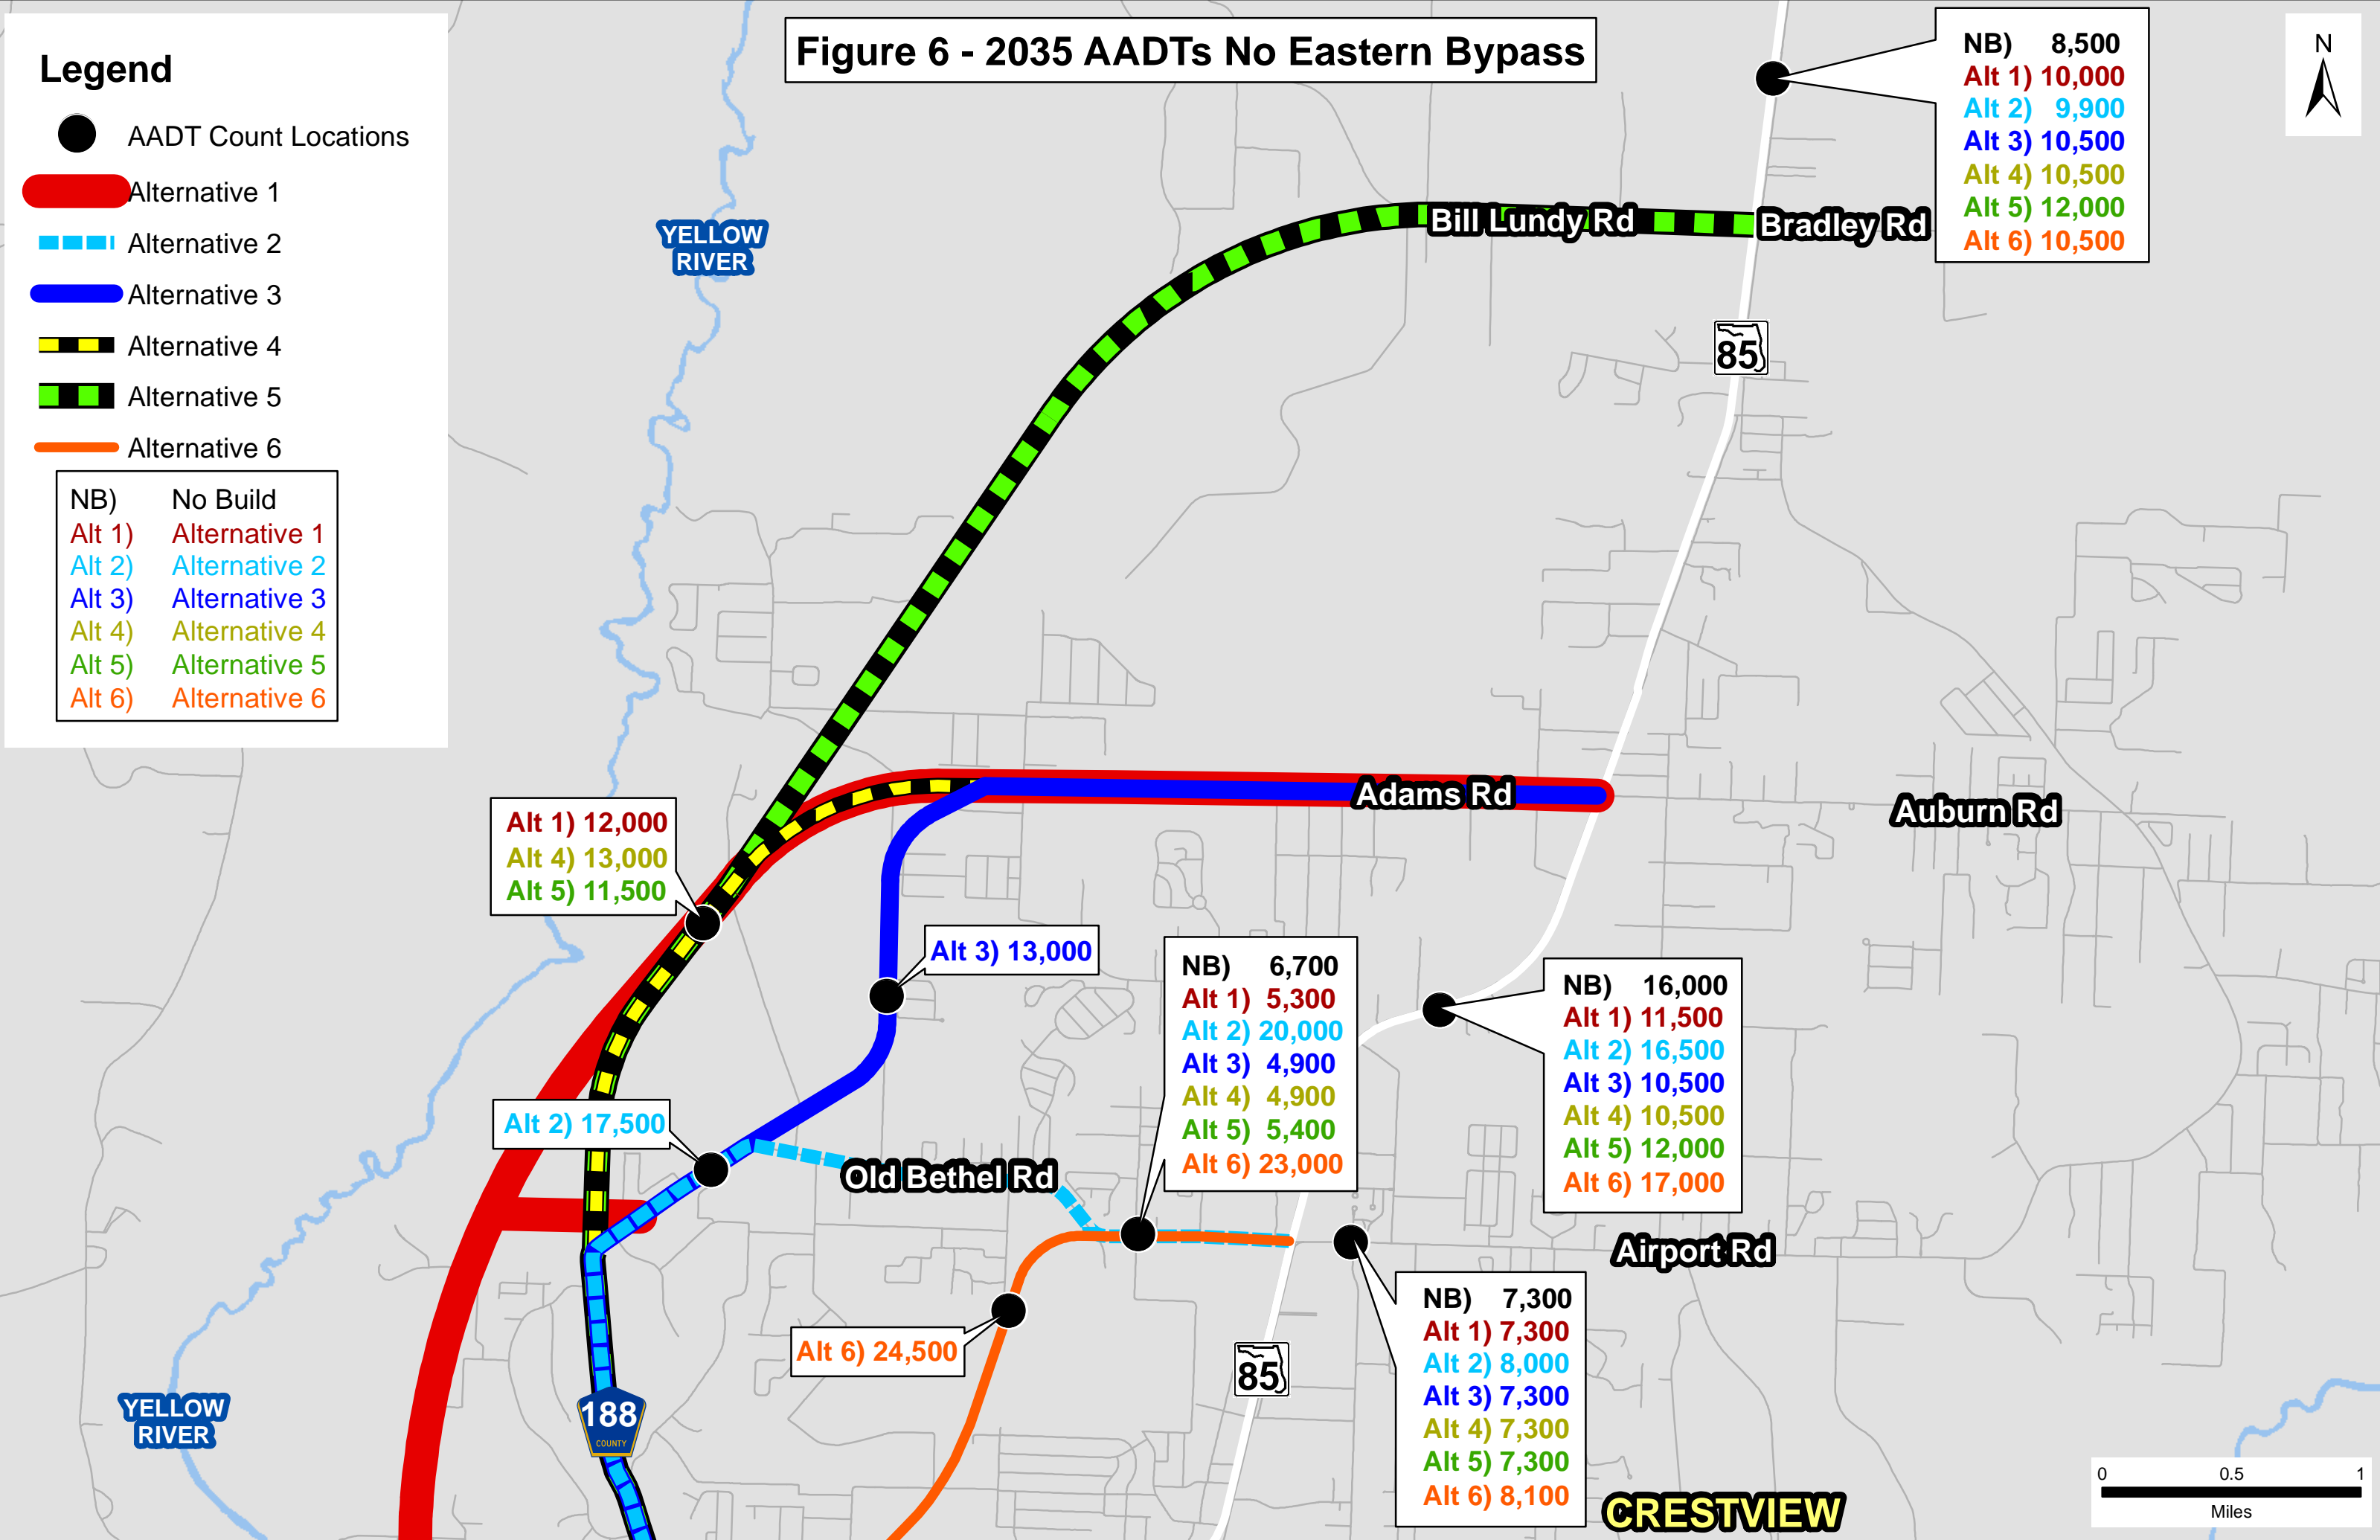 Figure 6 - 2035 AADTs No Eastern Bypass
Legend
AADT Count Locations
Alternative 1
Alternative 2
Alternative 3
Alternative 4
Alternative 5
Alternative 6
NB) No Build
Alt 1) Alternative 1
Alt 2) Alternative 2
Alt 3) Alternative 3
Alt 4) Alternative 4
Alt 5) Alternative 5
Alt 6) Alternative 6
N
NB) 8,500
Alt 1) 10,000
Alt 2) 9,900
Alt 3) 10,500
Alt 4) 10,500
Alt 5) 12,000
Alt 6) 10,500
YELLOW
RIVER
Bill Lundy Rd
Bradley Rd
85
Adams Rd
Auburn Rd
Alt 1) 12,000
Alt 4) 13,000
Alt 5) 11,500
Alt 3) 13,000
NB) 6,700
Alt 1) 5,300
Alt 2) 20,000
Alt 3) 4,900
Alt 4) 4,900
Alt 5) 5,400
Alt 6) 23,000
NB) 16,000
Alt 1) 11,500
Alt 2) 16,500
Alt 3) 10,500
Alt 4) 10,500
Alt 5) 12,000
Alt 6) 17,000
Alt 2) 17,500
Old Bethel Rd
Airport Rd
Alt 6) 24,500
NB) 7,300
Alt 1) 7,300
Alt 2) 8,000
Alt 3) 7,300
Alt 4) 7,300
Alt 5) 7,300
Alt 6) 8,100
85
188
COUNTY
YELLOW
RIVER
CRESTVIEW
0 0.5 1
Miles